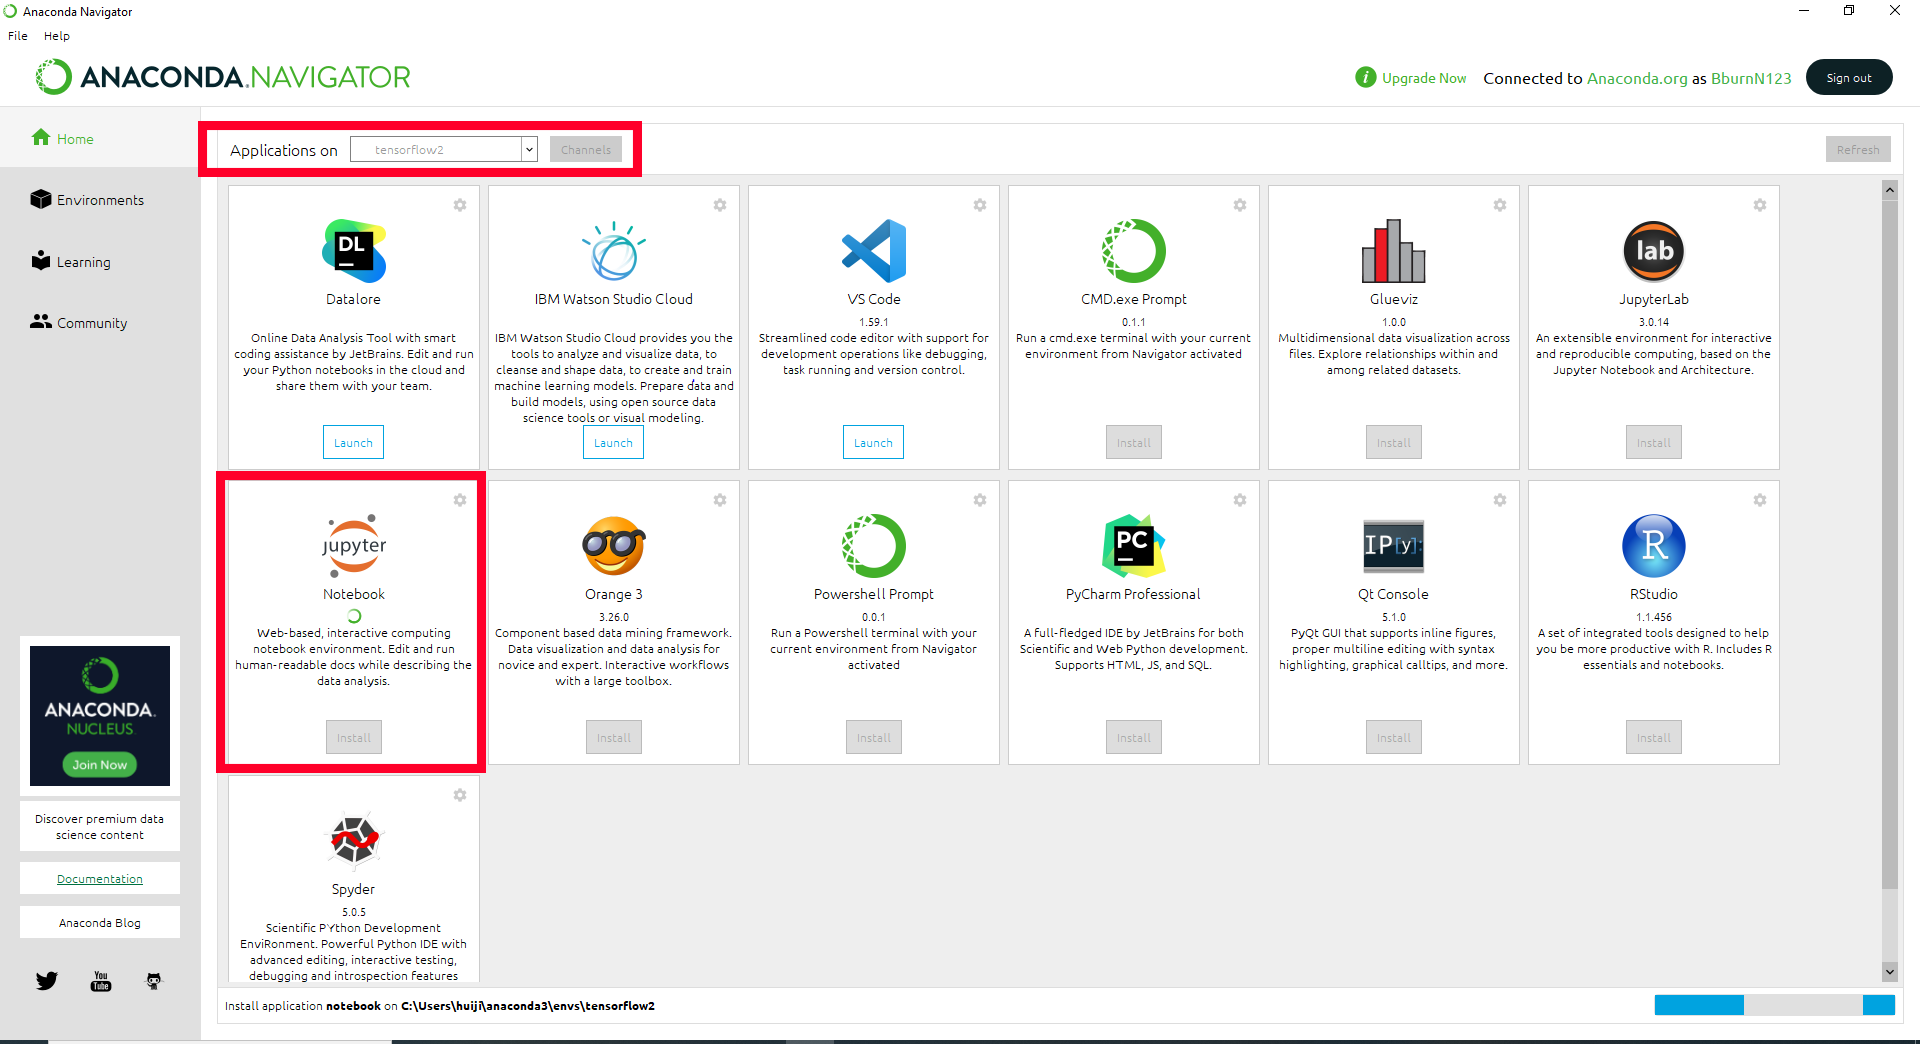 Anaconda Navigator
File Help
ANACONDA.NAVIGATOR
i Upgrade Now Connected to Anaconda.org as BburnN123 Sign out
Home
Environments
Learning
Community
Applications on tensorflow2 Channels
Refresh
DL
Datalore
Online Data Analysis Tool with smart
coding assistance by JetBrains. Edit and run
your Python notebooks in the cloud and
share them with your team.
Launch
IBM Watson Studio Cloud
IBM Watson Studio Cloud provides you the
tools to analyze and visualize data, to
cleanse and shape data, to create and train
machine learning models. Prepare data and
build models, using open source data
science tools or visual modeling.
Launch
VS Code
1.59.1
Streamlined code editor with support for
development operations like debugging,
task running and version control.
Launch
CMD.exe Prompt
0.1.1
Run a cmd.exe terminal with your current
environment from Navigator activated
Install
Glueviz
1.0.0
Multidimensional data visualization across
files. Explore relationships within and
among related datasets.
Install
lab
JupyterLab
3.0.14
An extensible environment for interactive
and reproducible computing, based on the
Jupyter Notebook and Architecture.
Install
jupyter
Notebook
Web-based, interactive computing
notebook environment. Edit and run
human-readable docs while describing the
data analysis.
Install
Orange 3
3.26.0
Component based data mining framework.
Data visualization and data analysis for
novice and expert. Interactive workflows
with a large toolbox.
Install
Powershell Prompt
0.0.1
Run a Powershell terminal with your
current environment from Navigator
activated
Install
PC
PyCharm Professional
A full-fledged IDE by JetBrains for both
Scientific and Web Python development.
Supports HTML, JS, and SQL.
Install
IP[y]:
Qt Console
5.1.0
PyQt GUI that supports inline figures,
proper multiline editing with syntax
highlighting, graphical calltips, and more.
Install
R
RStudio
1.1.456
A set of integrated tools designed to help
you be more productive with R. Includes R
essentials and notebooks.
Install
Spyder
5.0.5
Scientific PYthon Development
EnviRonment. Powerful Python IDE with
advanced editing, interactive testing,
debugging and introspection features
ANACONDA.
NUCLEUS
Join Now
Discover premium data
science content
Documentation
Anaconda Blog
You
Tube
Install application notebook on C:\Users\huiji\anaconda3\envs\tensorflow2